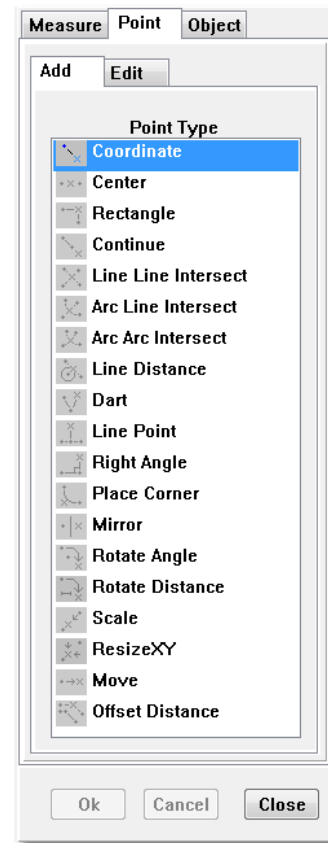 Measure Point Object
Add Edit
Point Type
Coordinate
Center
Rectangle
Continue
Line Line Intersect
Arc Line Intersect
Arc Arc Intersect
Line Distance
Dart
Line Point
Right Angle
Place Corner
Mirror
Rotate Angle
Rotate Distance
Scale
ResizeXY
Move
Offset Distance
Ok Cancel Close